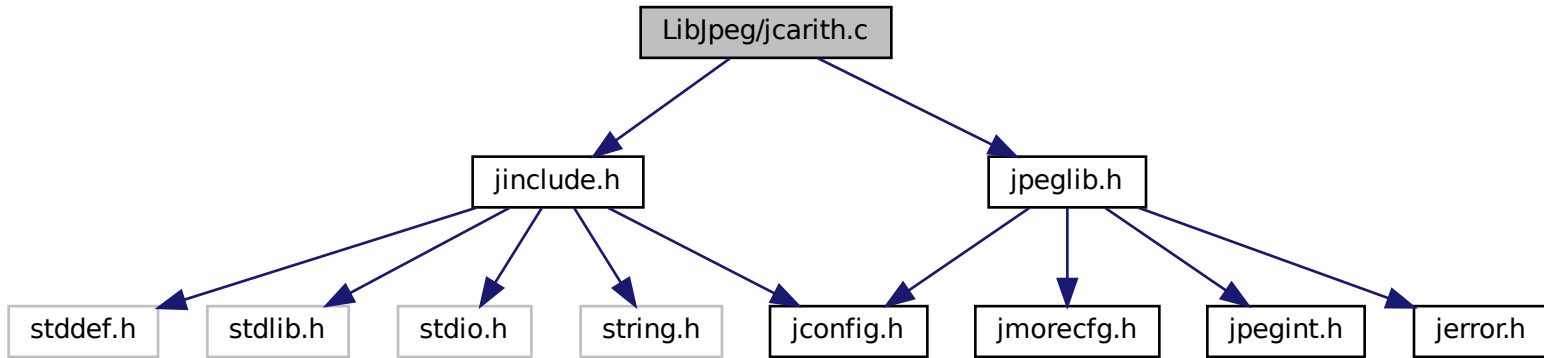 LibJpeg/jcarith.c
jinclude.h
jpeglib.h
stddef.h
stdlib.h
stdio.h
string.h
jconfig.h
jmorecfg.h
jpegint.h
jerror.h